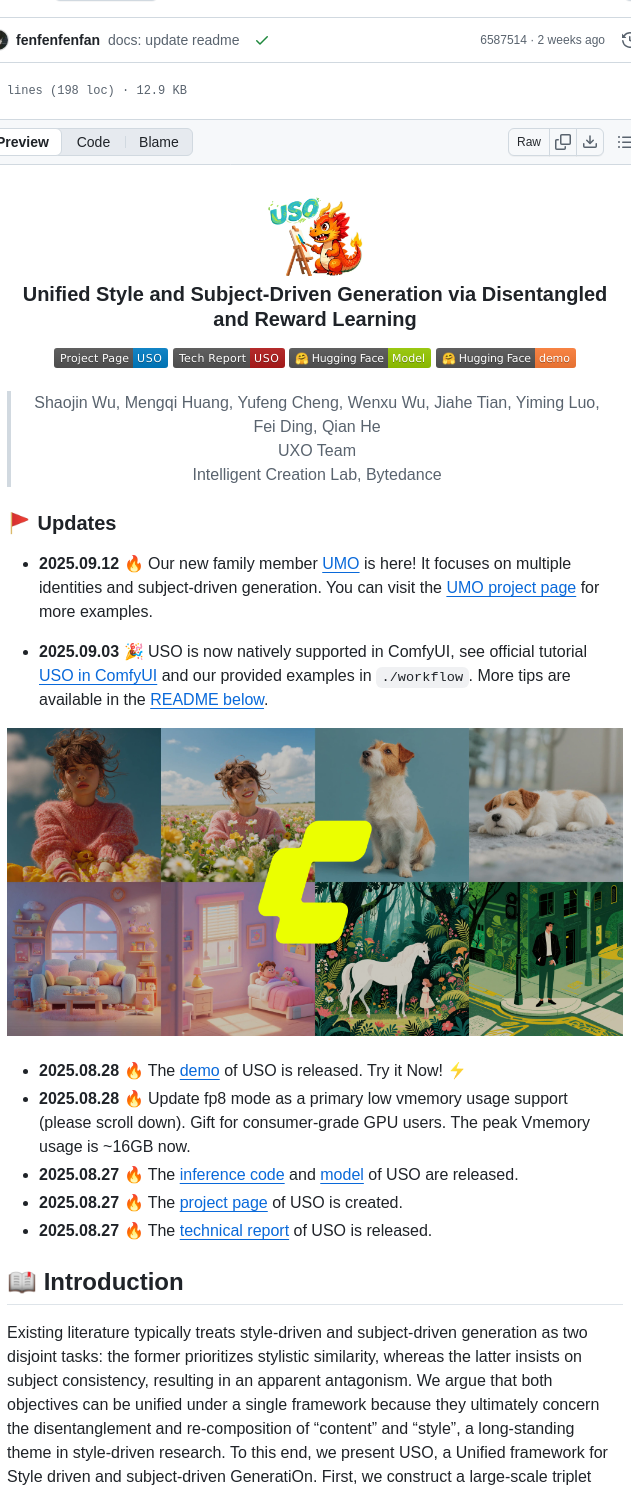 fenfenfenfan docs: update readme 6587514 · 2 weeks ago
lines (198 loc) · 12.9 KB
Preview Code Blame Raw
USO
Unified Style and Subject-Driven Generation via Disentangled
and Reward Learning
Project Page USO Tech Report USO 🤗 Hugging Face Model 🤗 Hugging Face demo
Shaojin Wu, Mengqi Huang, Yufeng Cheng, Wenxu Wu, Jiahe Tian, Yiming Luo,
Fei Ding, Qian He
UXO Team
Intelligent Creation Lab, Bytedance
🚩 Updates
• 2025.09.12 🔥 Our new family member UMO is here! It focuses on multiple
identities and subject-driven generation. You can visit the UMO project page for
more examples.
• 2025.09.03 🎉 USO is now natively supported in ComfyUI, see official tutorial
USO in ComfyUI and our provided examples in ./workflow. More tips are
available in the README below.
• 2025.08.28 🔥 The demo of USO is released. Try it Now! ⚡
• 2025.08.28 🔥 Update fp8 mode as a primary low vmemory usage support
(please scroll down). Gift for consumer-grade GPU users. The peak Vmemory
usage is ~16GB now.
• 2025.08.27 🔥 The inference code and model of USO are released.
• 2025.08.27 🔥 The project page of USO is created.
• 2025.08.27 🔥 The technical report of USO is released.
📖 Introduction
Existing literature typically treats style-driven and subject-driven generation as two
disjoint tasks: the former prioritizes stylistic similarity, whereas the latter insists on
subject consistency, resulting in an apparent antagonism. We argue that both
objectives can be unified under a single framework because they ultimately concern
the disentanglement and re-composition of “content” and “style”, a long-standing
theme in style-driven research. To this end, we present USO, a Unified framework for
Style driven and subject-driven GeneratiOn. First, we construct a large-scale triplet